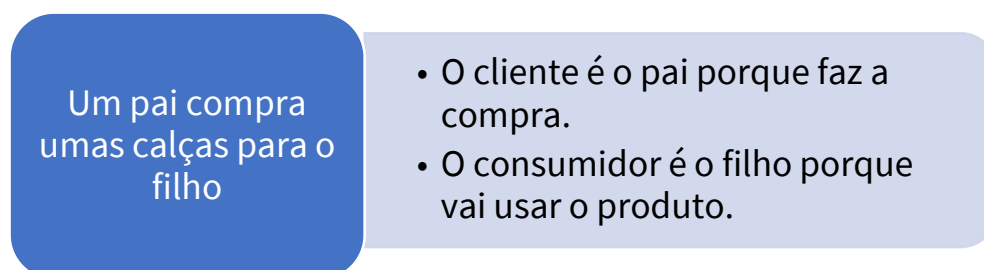 Um pai compra
umas calças para o
filho
• O cliente é o pai porque faz a
compra.
• O consumidor é o filho porque
vai usar o produto.